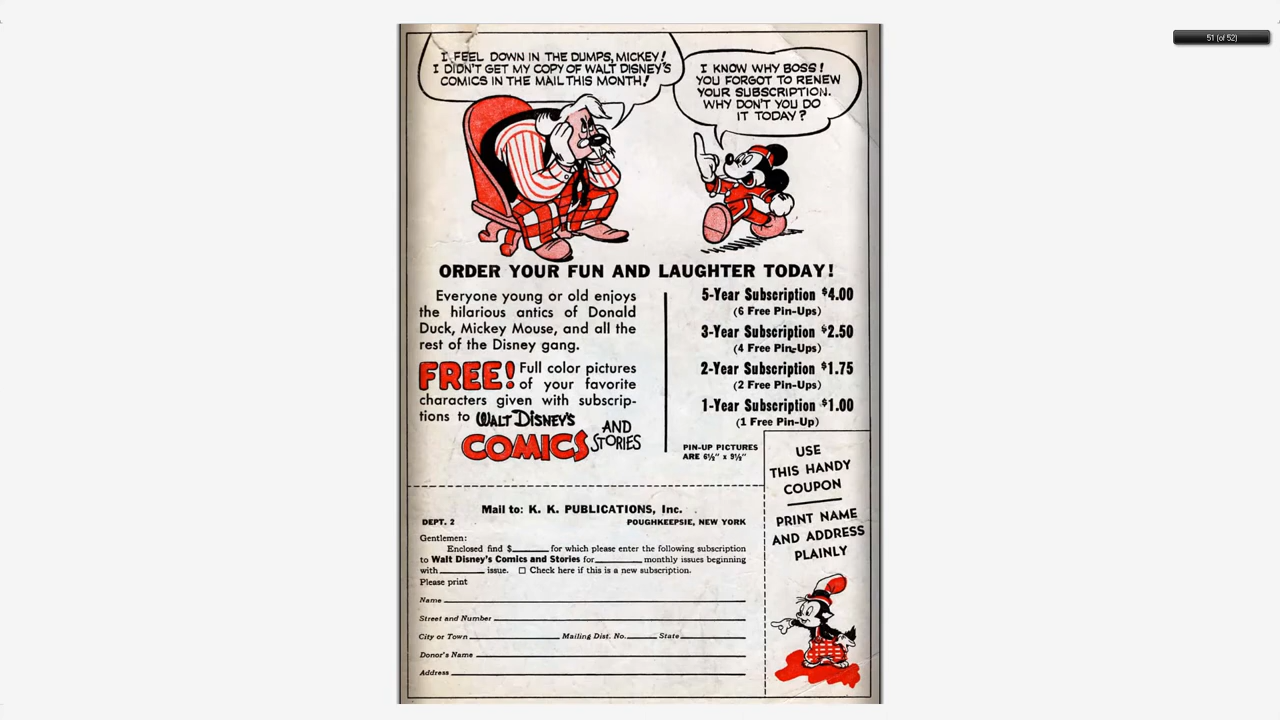 51 (of 52)
I FEEL DOWN IN THE DUMPS, MICKEY!
I DIDN'T GET MY COPY OF WALT DISNEY'S
COMICS IN THE MAIL THIS MONTH!
I KNOW WHY BOSS!
YOU FORGOT TO RENEW
YOUR SUBSCRIPTION.
WHY DON'T YOU DO
IT TODAY?
ORDER YOUR FUN AND LAUGHTER TODAY!
Everyone young or old enjoys
the hilarious antics of Donald
Duck, Mickey Mouse, and all the
rest of the Disney gang.
FREE! Full color pictures
of your favorite
characters given with subscrip-
tions to WALT DISNEY'S
COMICS AND
STORIES
5-Year Subscription $4.00
(6 Free Pin-Ups)
3-Year Subscription $2.50
(4 Free Pin-Ups)
2-Year Subscription $1.75
(2 Free Pin-Ups)
1-Year Subscription $1.00
(1 Free Pin-Up)
PIN-UP PICTURES
ARE 6½" x 9½"
USE
THIS HANDY
COUPON
PRINT NAME
AND ADDRESS
PLAINLY
Mail to: K. K. PUBLICATIONS, Inc.
DEPT. 2 POUGHKEEPSIE, NEW YORK
Gentlemen:
Enclosed find $______ for which please enter the following subscription
to Walt Disney's Comics and Stories for________ monthly issues beginning
with________ issue. ☐ Check here if this is a new subscription.
Please print
Name
Street and Number
City or Town Mailing Dist. No. State
Donor's Name
Address